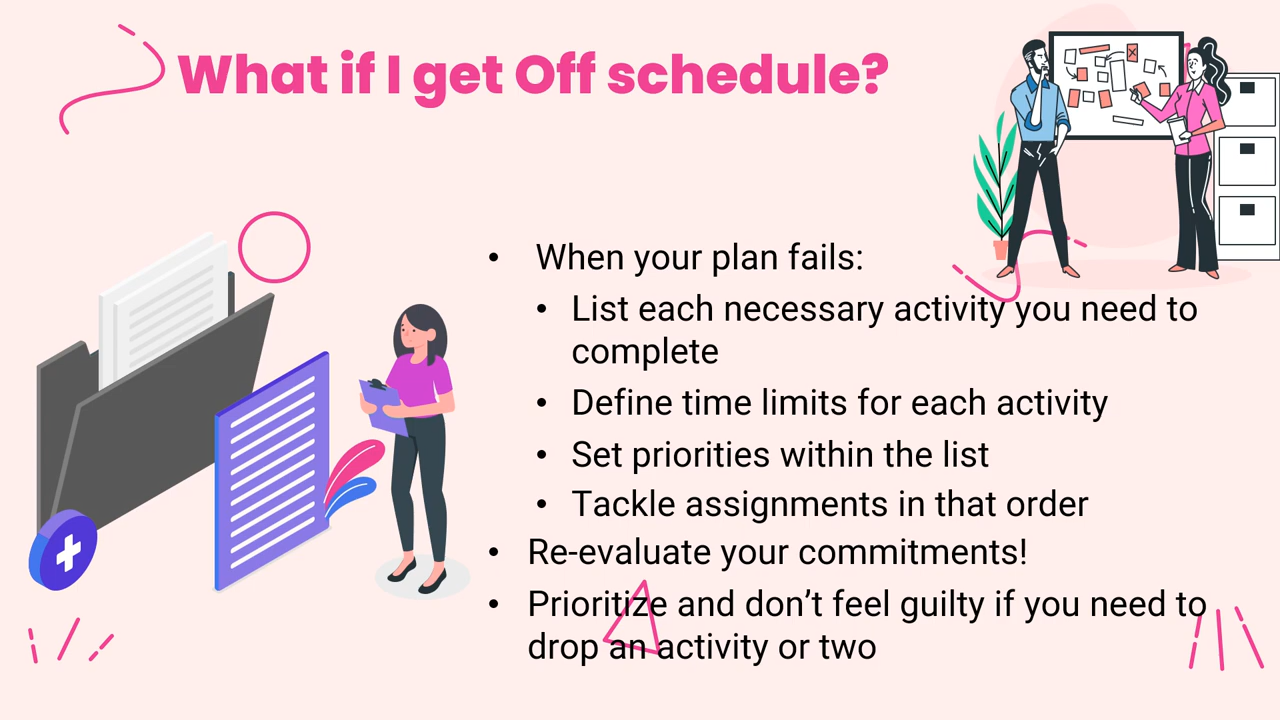 What if I get Off schedule?
• When your plan fails:
• List each necessary activity you need to
complete
• Define time limits for each activity
• Set priorities within the list
• Tackle assignments in that order
• Re-evaluate your commitments!
• Prioritize and don’t feel guilty if you need to
drop an activity or two